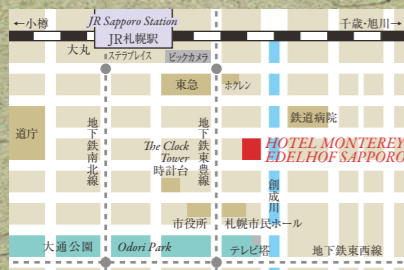 ←小樽
JR Sapporo Station
JR札幌駅
千歳・旭川→
大丸
ステラプレイス
ビックカメラ
東急
ホクレン
道庁
地下鉄南北線
The Clock
Tower
時計台
地下鉄東豊線
鉄道病院
HOTEL MONTEREY
EDELHOF SAPPORO
創成川
市役所
札幌市民ホール
大通公園
Odori Park
テレビ塔
地下鉄東西線